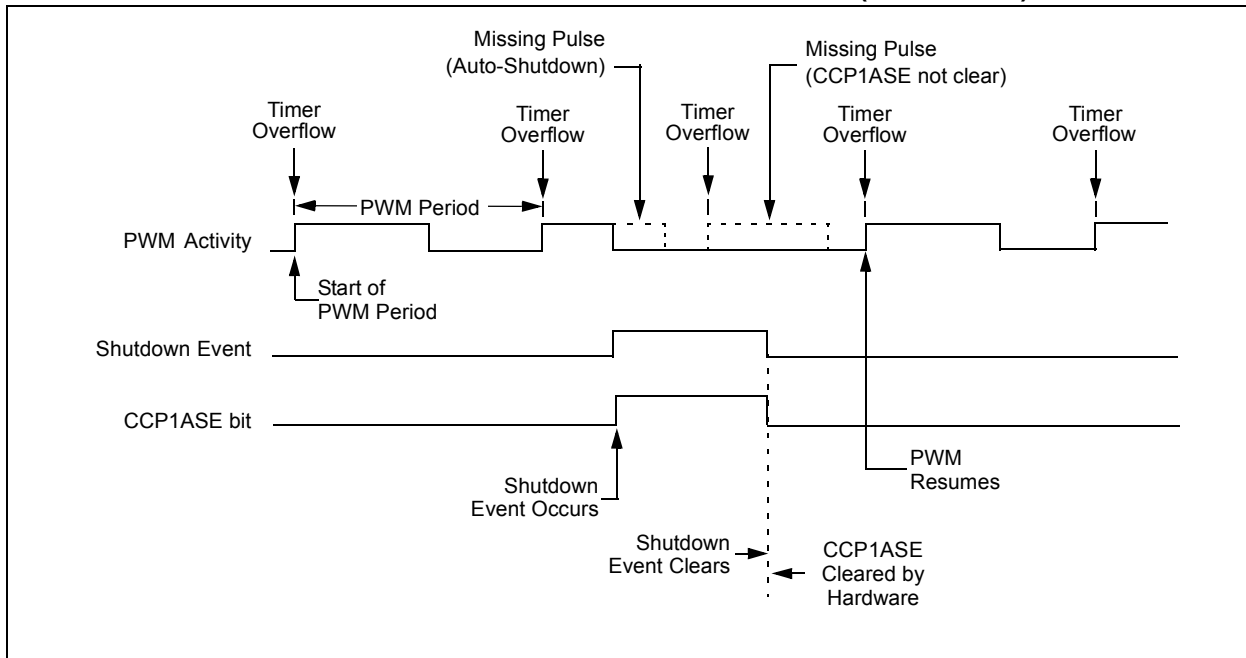 Missing Pulse
(Auto-Shutdown)
Missing Pulse
(CCP1ASE not clear)
Timer
Overflow
Timer
Overflow
Timer
Overflow
Timer
Overflow
Timer
Overflow
PWM Period
PWM Activity
Start of
PWM Period
Shutdown Event
CCP1ASE bit
Shutdown
Event Occurs
PWM
Resumes
Shutdown
Event Clears
CCP1ASE
Cleared by
Hardware